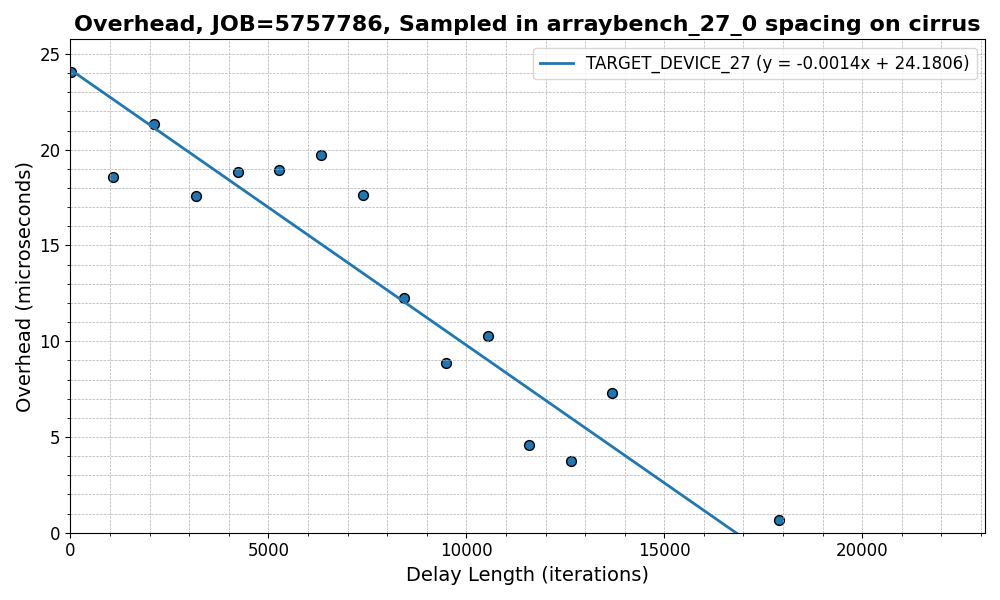 Overhead, JOB=5757786, Sampled in arraybench_27_0 spacing on cirrus
TARGET_DEVICE_27 (y = -0.0014x + 24.1806)
Overhead (microseconds)
25
20
15
10
5
0
0 5000 10000 15000 20000
Delay Length (iterations)